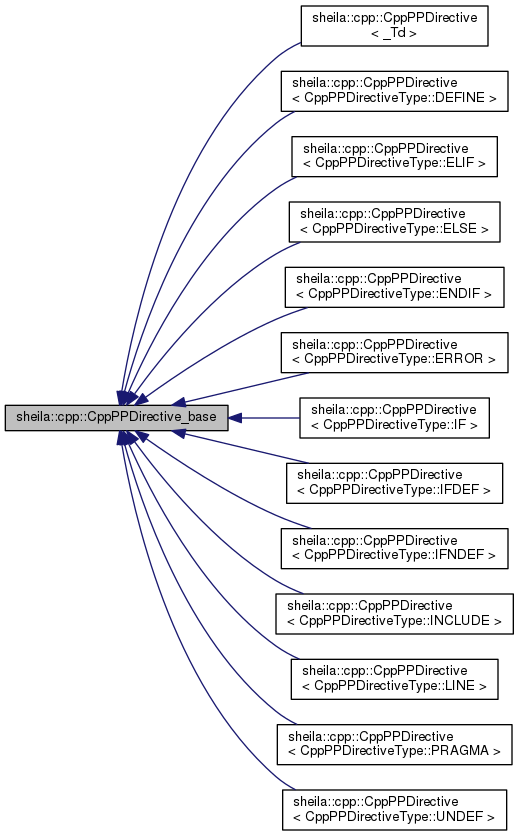 sheila::cpp::CppPPDirective
< _Td >
sheila::cpp::CppPPDirective
< CppPPDirectiveType::DEFINE >
sheila::cpp::CppPPDirective
< CppPPDirectiveType::ELIF >
sheila::cpp::CppPPDirective
< CppPPDirectiveType::ELSE >
sheila::cpp::CppPPDirective
< CppPPDirectiveType::ENDIF >
sheila::cpp::CppPPDirective
< CppPPDirectiveType::ERROR >
sheila::cpp::CppPPDirective_base
sheila::cpp::CppPPDirective
< CppPPDirectiveType::IF >
sheila::cpp::CppPPDirective
< CppPPDirectiveType::IFDEF >
sheila::cpp::CppPPDirective
< CppPPDirectiveType::IFNDEF >
sheila::cpp::CppPPDirective
< CppPPDirectiveType::INCLUDE >
sheila::cpp::CppPPDirective
< CppPPDirectiveType::LINE >
sheila::cpp::CppPPDirective
< CppPPDirectiveType::PRAGMA >
sheila::cpp::CppPPDirective
< CppPPDirectiveType::UNDEF >